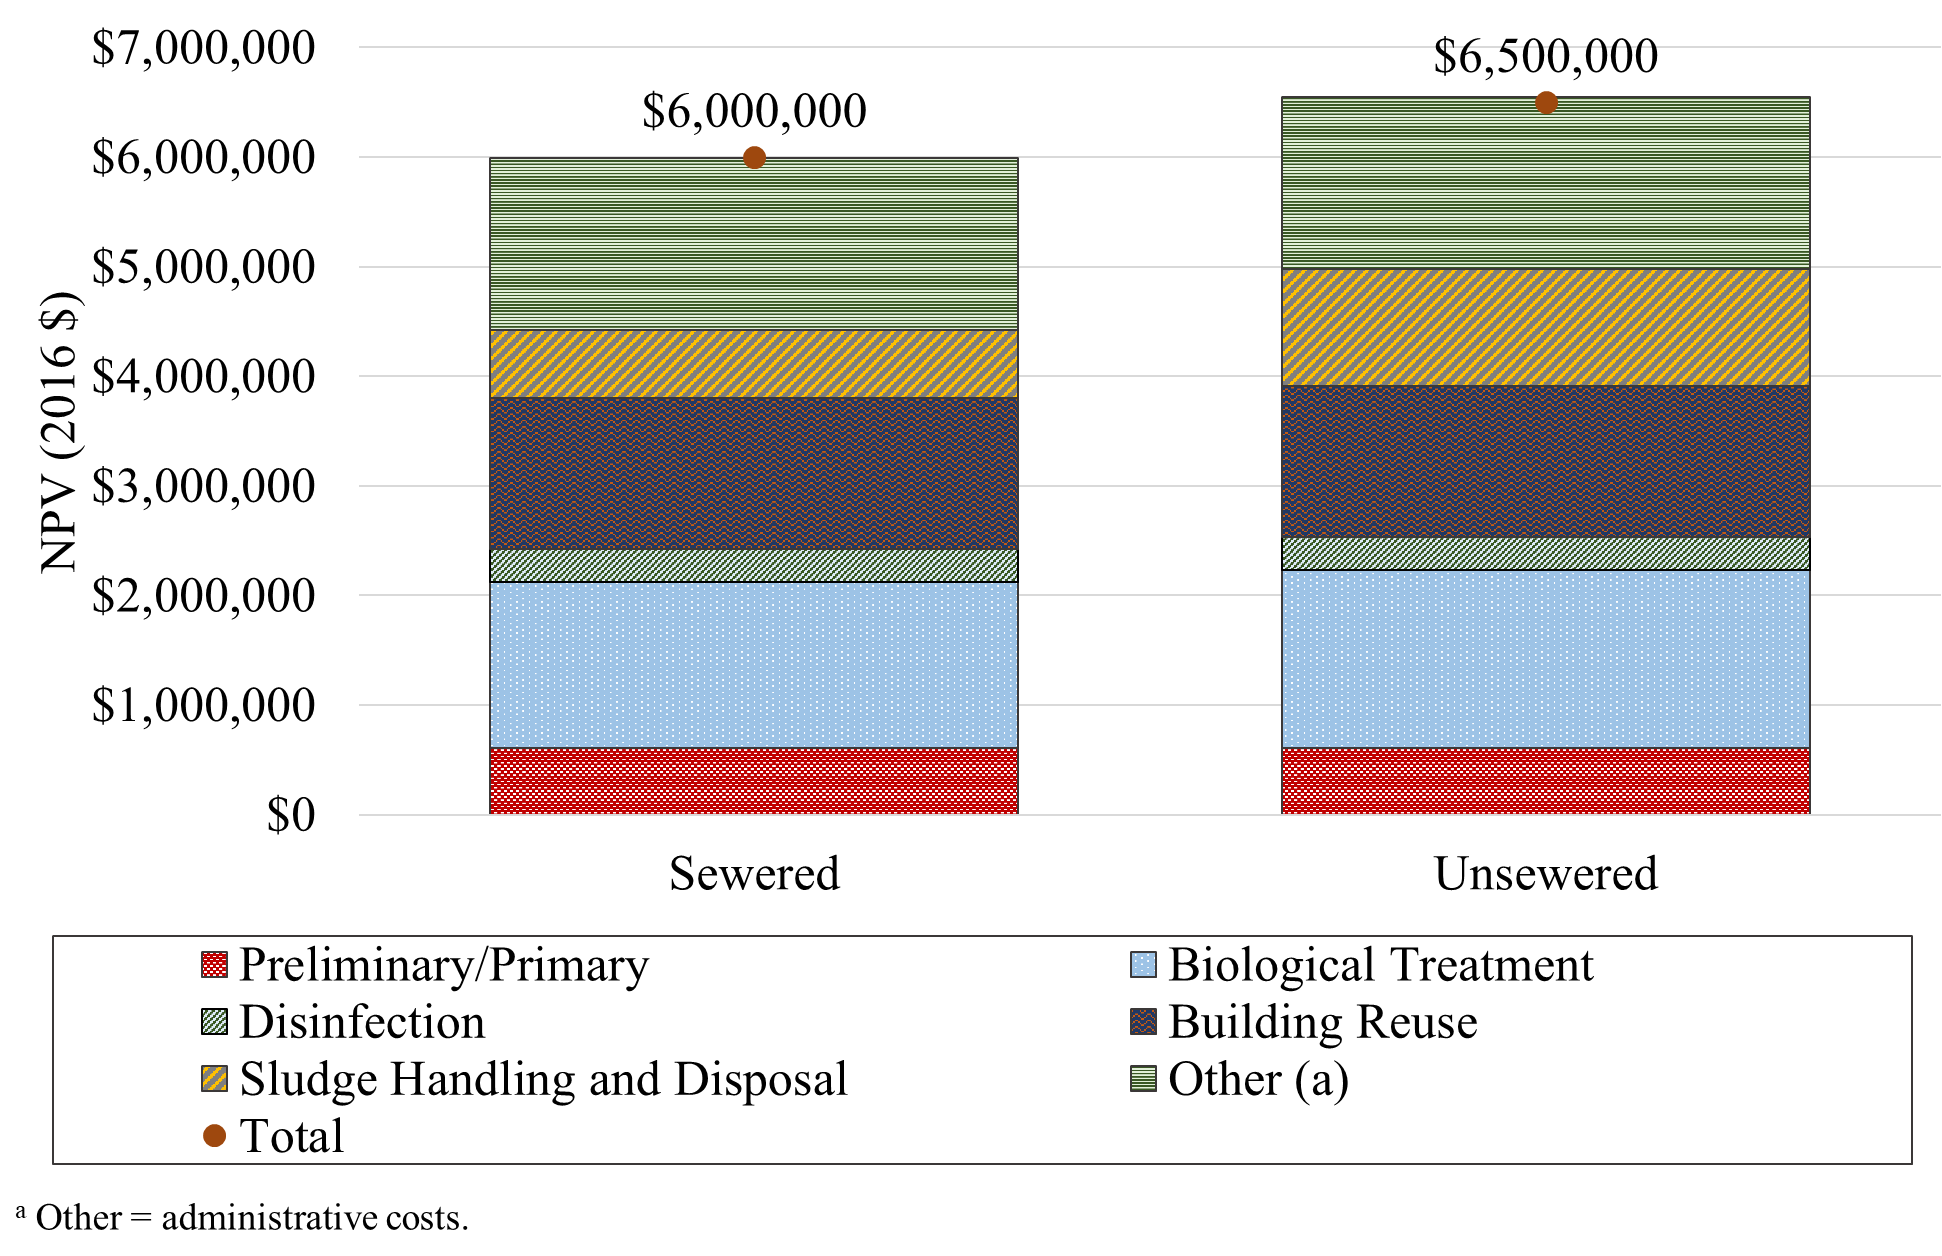 $7,000,000
$6,500,000
$6,000,000
$6,000,000
$5,000,000
$4,000,000
$3,000,000
$2,000,000
$1,000,000
$0
NPV (2016 $)
Sewered
Unsewered
Preliminary/Primary
Biological Treatment
Disinfection
Building Reuse
Sludge Handling and Disposal
Other (a)
Total
a Other = administrative costs.